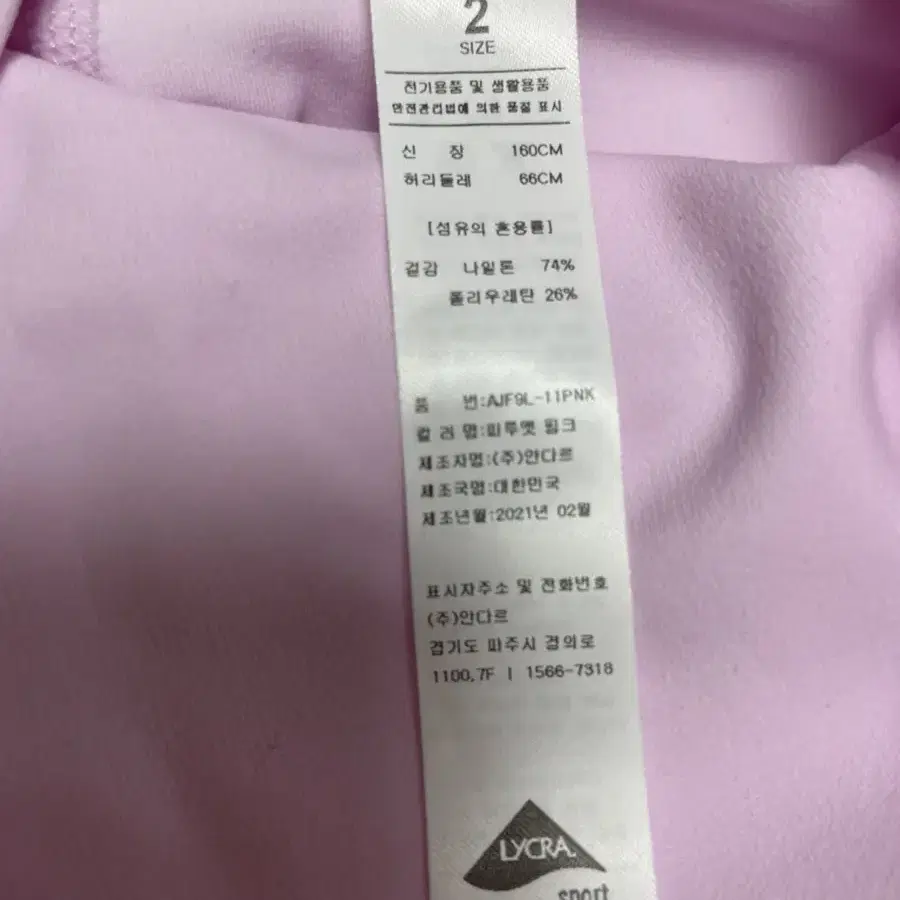 2
SIZE
전기용품 및 생활용품
안전관리법에 의한 품질 표시
신 장 160CM
허리둘레 66CM
[섬유의 혼용률]
겉감 나일론 74%
폴리우레탄 26%
품 번:AJF9L-11PNK
컬 러 명:피루엣 핑크
제조자명:(주)안다르
제조국명:대한민국
제조년월:2021년 02월
표시자주소 및 전화번호
(주)안다르
경기도 파주시 경의로
1100,7F | 1566-7318
LYCRA.
sport